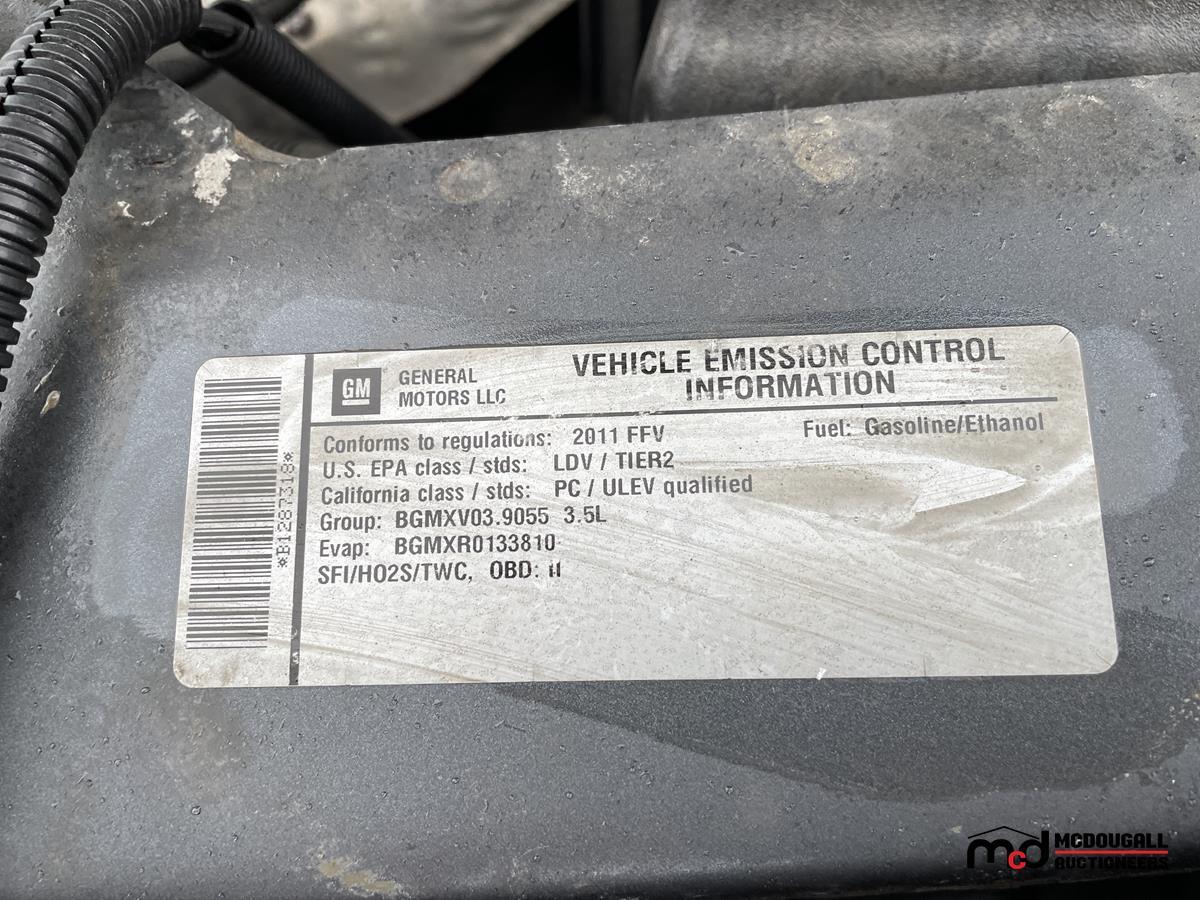 GM
GENERAL
MOTORS LLC
VEHICLE EMISSION CONTROL
INFORMATION
Conforms to regulations: 2011 FFV
Fuel: Gasoline/Ethanol
U.S. EPA class / stds: LDV / TIER2
California class / stds: PC / ULEV qualified
Group: BGMXV03.9055 3.5L
Evap: BGMXR0133810
SFI/HO2S/TWC, OBD: II
*B1287318*
mcd MCDOUGALL
AUCTIONEERS